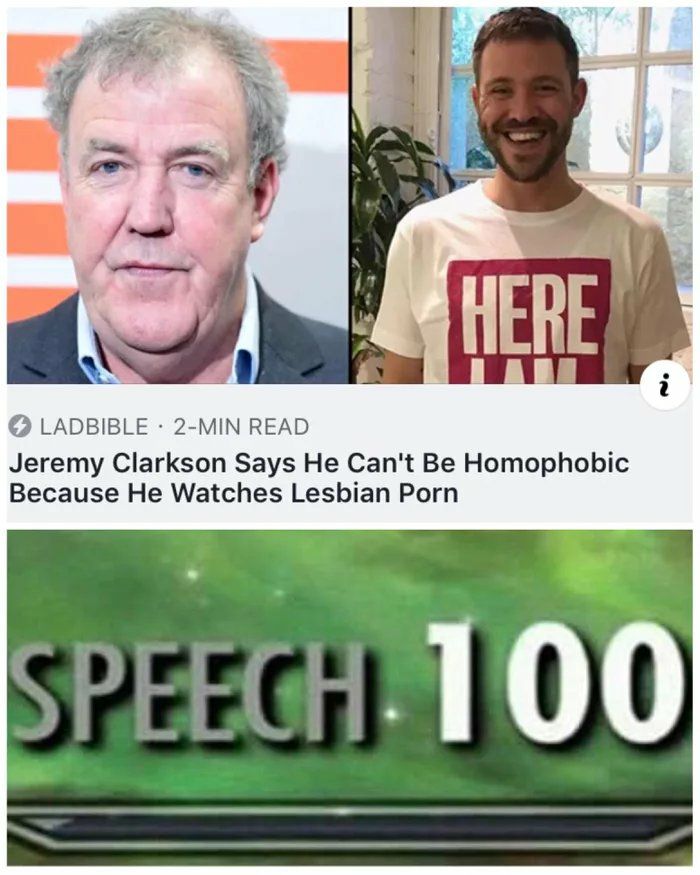 HERE
I AM
LADBIBLE · 2-MIN READ
i
Jeremy Clarkson Says He Can't Be Homophobic
Because He Watches Lesbian Porn
SPEECH 100